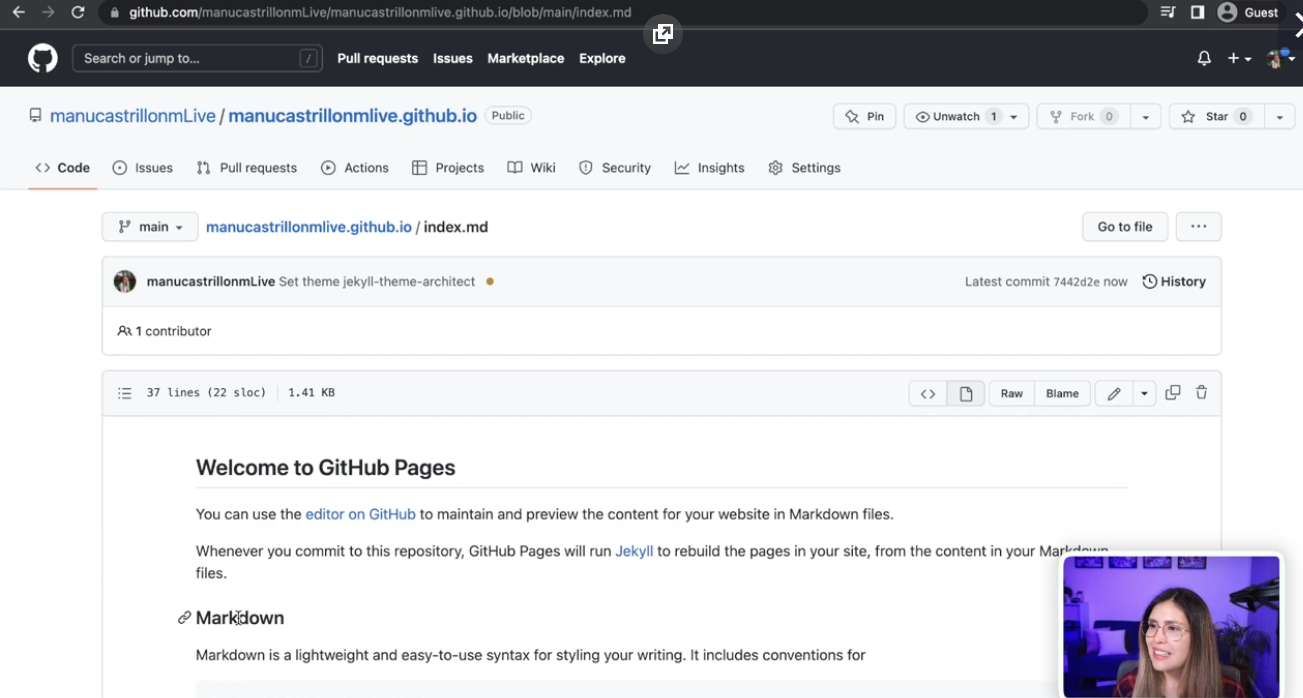 github.com/manucastrillonmLive/manucastrillonmlive.github.io/blob/main/index.md
Guest
Search or jump to...
/
Pull requests
Issues
Marketplace
Explore
manucastrillonmLive / manucastrillonmlive.github.io
Public
Pin
Unwatch 1
Fork 0
Star 0
Code
Issues
Pull requests
Actions
Projects
Wiki
Security
Insights
Settings
main
manucastrillonmlive.github.io / index.md
Go to file
manucastrillonmLive Set theme jekyll-theme-architect
Latest commit 7442d2e now
History
1 contributor
37 lines (22 sloc)
1.41 KB
Raw
Blame
Welcome to GitHub Pages
You can use the editor on GitHub to maintain and preview the content for your website in Markdown files.
Whenever you commit to this repository, GitHub Pages will run Jekyll to rebuild the pages in your site, from the content in your Markdown
files.
Markdown
Markdown is a lightweight and easy-to-use syntax for styling your writing. It includes conventions for